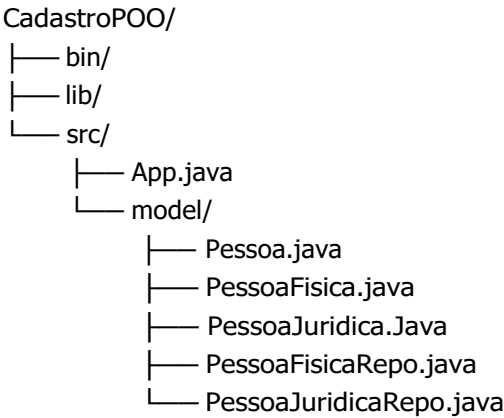 CadastroPOO/
├── bin/
├── lib/
└── src/
    ├── App.java
    └── model/
        ├── Pessoa.java
        ├── PessoaFisica.java
        ├── PessoaJuridica.Java
        ├── PessoaFisicaRepo.java
        └── PessoaJuridicaRepo.java